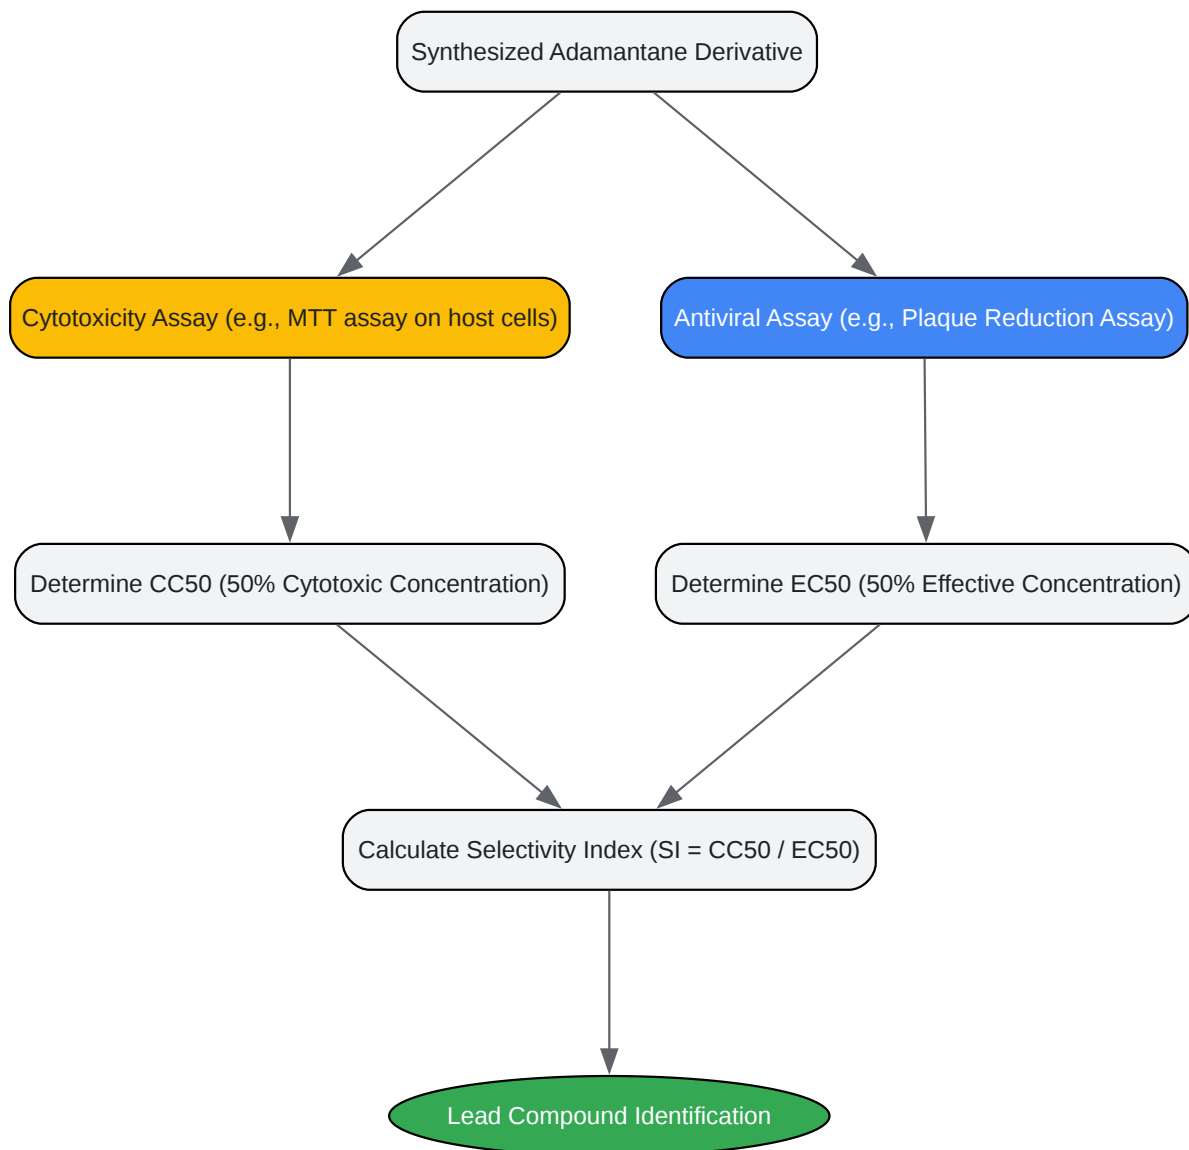 Synthesized Adamantane Derivative
Cytotoxicity Assay (e.g., MTT assay on host cells)
Antiviral Assay (e.g., Plaque Reduction Assay)
Determine CC50 (50% Cytotoxic Concentration)
Determine EC50 (50% Effective Concentration)
Calculate Selectivity Index (SI = CC50 / EC50)
Lead Compound Identification